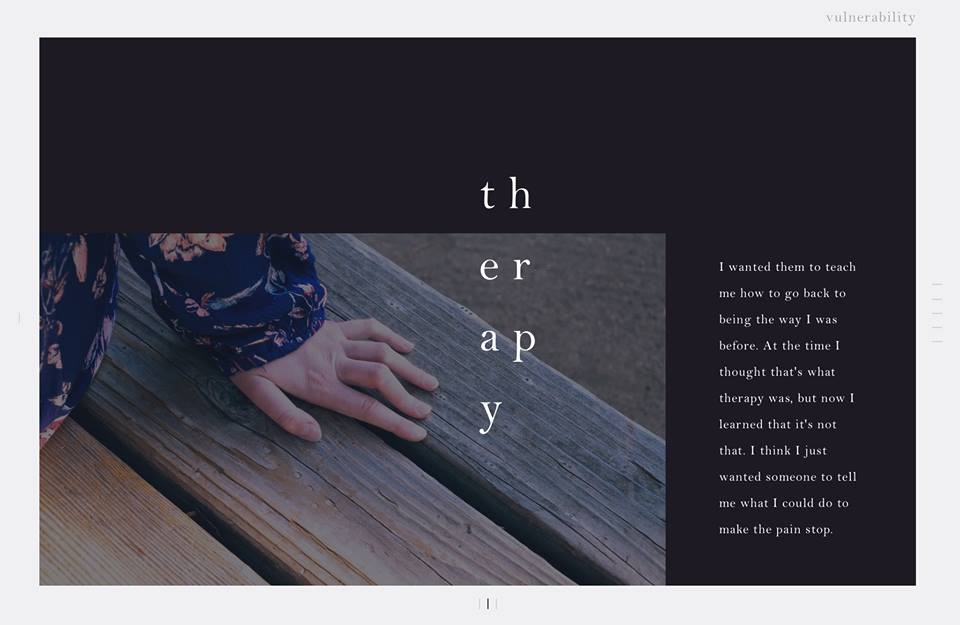 vulnerability
th
er
ap
y
I wanted them to teach
me how to go back to
being the way I was
before. At the time I
thought that's what
therapy was, but now I
learned that it's not
that. I think I just
wanted someone to tell
me what I could do to
make the pain stop.